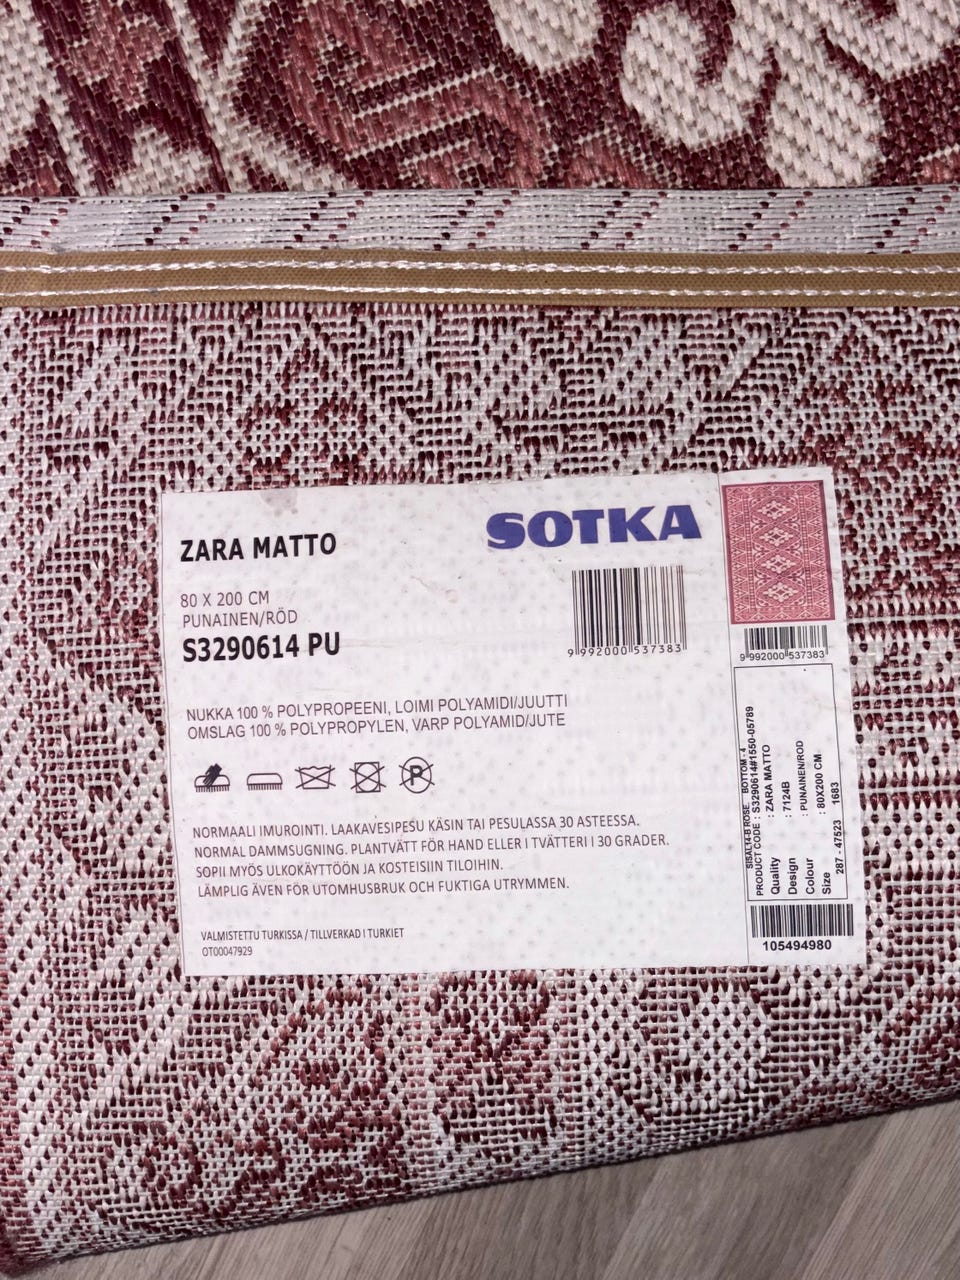 ZARA MATTO
SOTKA
80 X 200 CM
PUNAINEN/RÖD
S3290614 PU
9 992000 537383
9 992000 537383
NUKKA 100 % POLYPROPEENI, LOIMI POLYAMIDI/JUUTTI
OMSLAG 100 % POLYPROPYLEN, VARP POLYAMID/JUTE
P
NORMAALI IMUROINTI. LAAKAVESIPESU KÄSIN TAI PESULASSA 30 ASTEESSA.
NORMAL DAMMSUGNING. PLANTVÄTT FÖR HAND ELLER I TVÄTTERI I 30 GRADER.
SOPII MYÖS ULKOKÄYTTÖÖN JA KOSTEISIIN TILOIHIN.
LÄMPLIG ÄVEN FÖR UTOMHUSBRUK OCH FUKTIGA UTRYMMEN.
VALMISTETTU TURKISSA / TILLVERKAD I TURKIET
OT00047929
SISAL14-B ROSE BOTTOM - 4
PRODUCT CODE : S3290614#1550-05789
Quality : ZARA MATTO
Design : 7124B
Colour : PUNAINEN/ROD
Size : 80X200 CM
287 - 47523 1683
105494980